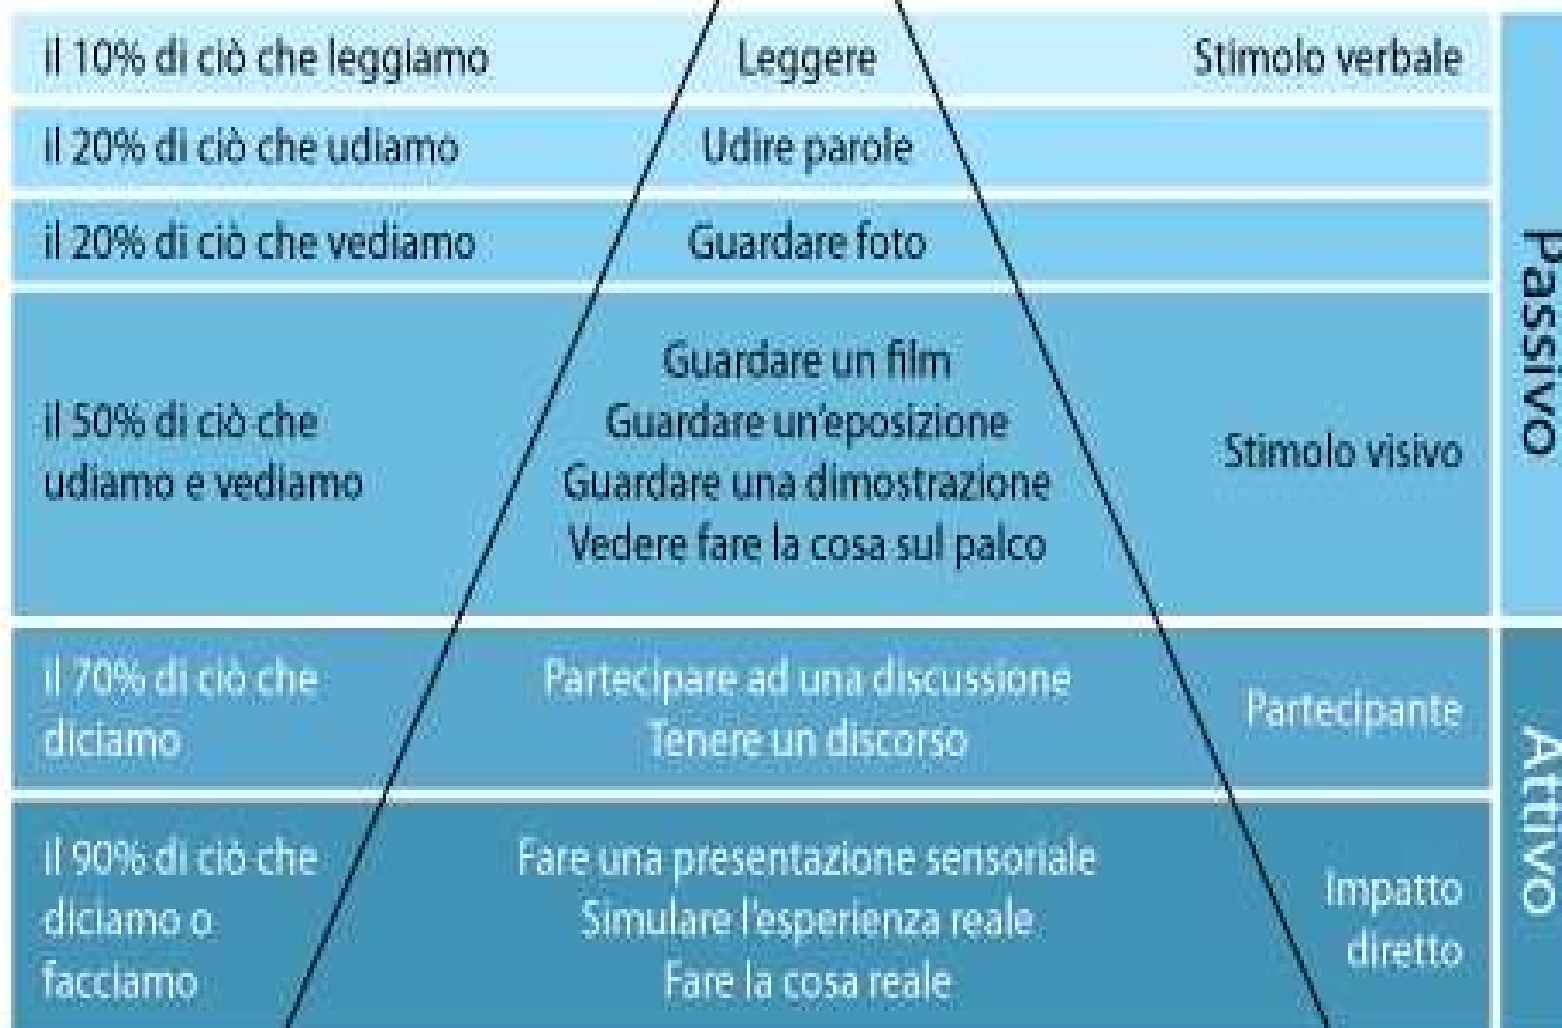 il 10% di ciò che leggiamo Leggere Stimolo verbale
il 20% di ciò che udiamo Udire parole
il 20% di ciò che vediamo Guardare foto
Passivo
il 50% di ciò che
udiamo e vediamo
Guardare un film
Guardare un'eposizione
Guardare una dimostrazione
Vedere fare la cosa sul palco
Stimolo visivo
il 70% di ciò che
diciamo
Partecipare ad una discussione
Tenere un discorso
Partecipante
Attivo
il 90% di ciò che
diciamo o
facciamo
Fare una presentazione sensoriale
Simulare l'esperienza reale
Fare la cosa reale
Impatto
diretto